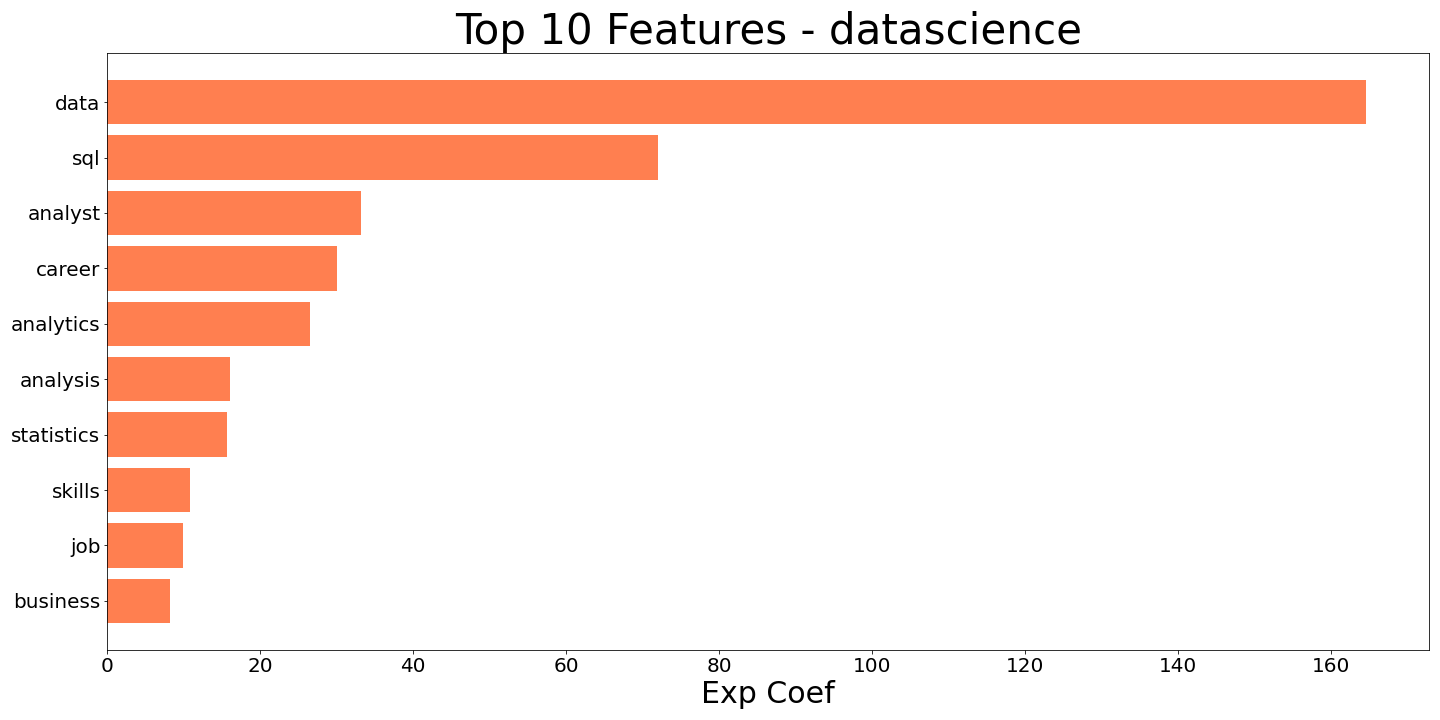 Top 10 Features - datascience
data
sql
analyst
career
analytics
analysis
statistics
skills
job
business
0 20 40 60 80 100 120 140 160
Exp Coef